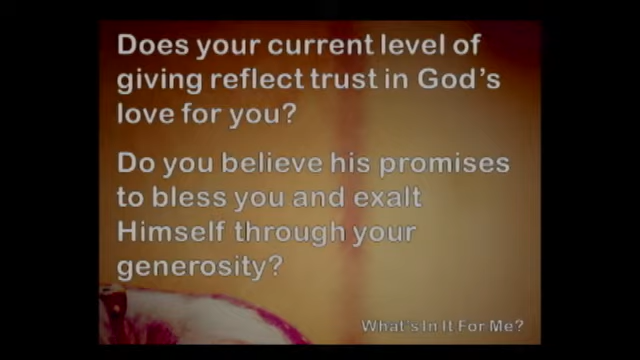 Does your current level of
giving reflect trust in God's
love for you?
Do you believe his promises
to bless you and exalt
Himself through your
generosity?
What's In It For Me?